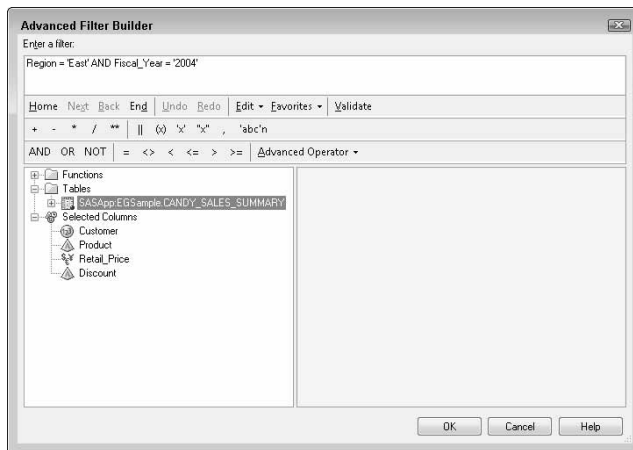 Advanced Filter Builder
Enter a filter:
Region = 'East' AND Fiscal_Year = '2004'
Home Next Back End Undo Redo Edit Favorites Validate
+ - * / ** || (x) 'x' "x" , 'abc'n
AND OR NOT = <> < <= > >= Advanced Operator
Functions
Tables
SASApp:EGSample.CANDY_SALES_SUMMARY
Selected Columns
Customer
Product
Retail_Price
Discount
OK Cancel Help